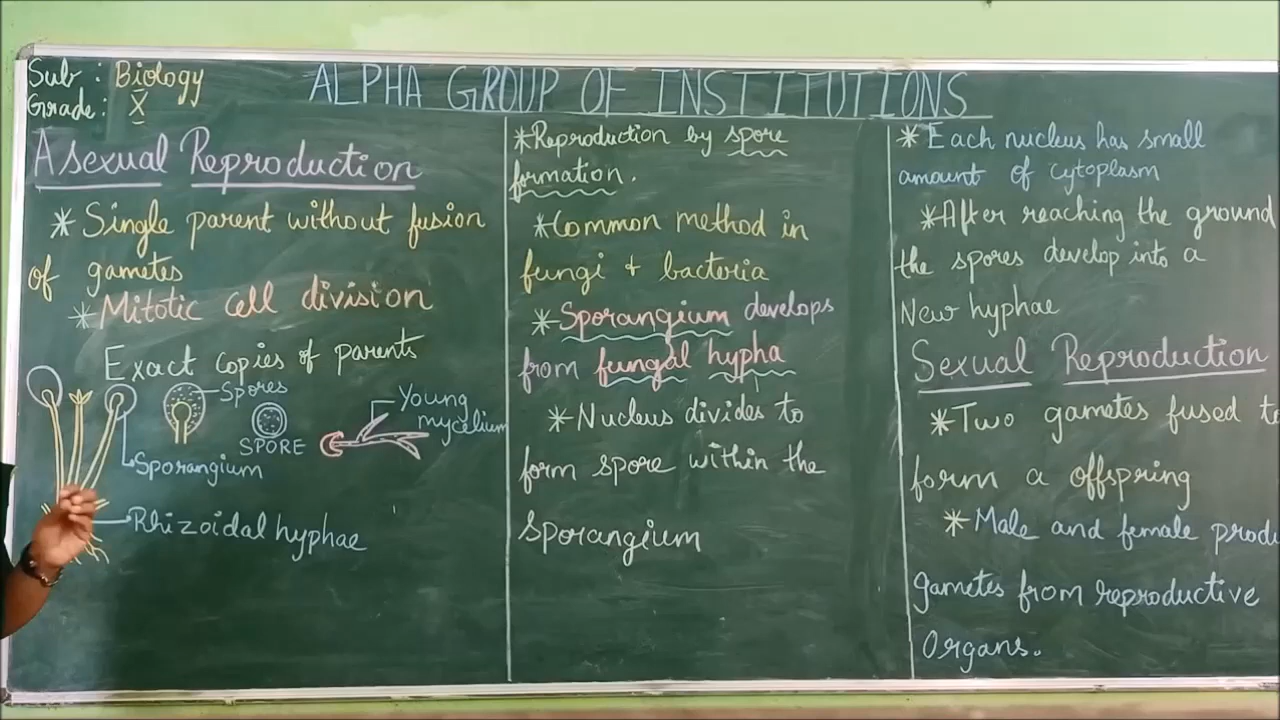 Sub : Biology
Grade : X
ALPHA GROUP OF INSTITUTIONS
Asexual Reproduction
* Single parent without fusion
of gametes
* Mitotic cell division
Exact copies of parents
Spores
SPORE
Young
mycelium
Sporangium
Rhizoidal hyphae
* Reproduction by spore
formation.
* Common method in
fungi + bacteria
* Sporangium develops
from fungal hypha
* Nucleus divides to
form spore within the
sporangium
* Each nucleus has small
amount of cytoplasm
* After reaching the ground
the spores develop into a
New hyphae
Sexual Reproduction
* Two gametes fused to
form a offspring
* Male and female produ
gametes from reproductive
Organs.